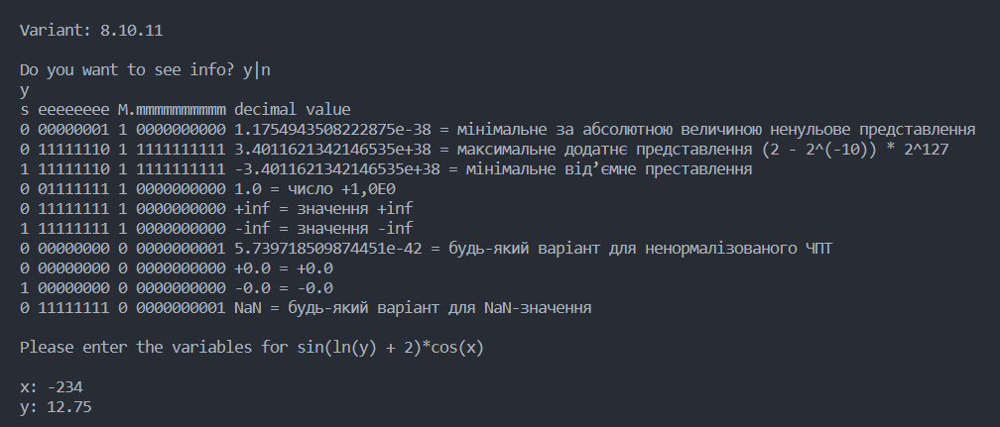 Variant: 8.10.11
Do you want to see info? y|n
y
s eeeeeeee M.mmmmmmmmmm decimal value
0 00000001 1 0000000000 1.1754943508222875e-38 = мінімальне за абсолютною величиною ненульове представлення
0 11111110 1 1111111111 3.4011621342146535e+38 = максимальне додатнє представлення (2 - 2^(-10)) * 2^127
1 11111110 1 1111111111 -3.4011621342146535e+38 = мінімальне від’ємне преставлення
0 01111111 1 0000000000 1.0 = число +1,0E0
0 11111111 1 0000000000 +inf = значення +inf
1 11111111 1 0000000000 -inf = значення -inf
0 00000000 0 0000000001 5.739718509874451e-42 = будь-який варіант для ненормалізованого ЧПТ
0 00000000 0 0000000000 +0.0 = +0.0
1 00000000 0 0000000000 -0.0 = -0.0
0 11111111 0 0000000001 NaN = будь-який варіант для NaN-значення
Please enter the variables for sin(ln(y) + 2)*cos(x)
x: -234
y: 12.75